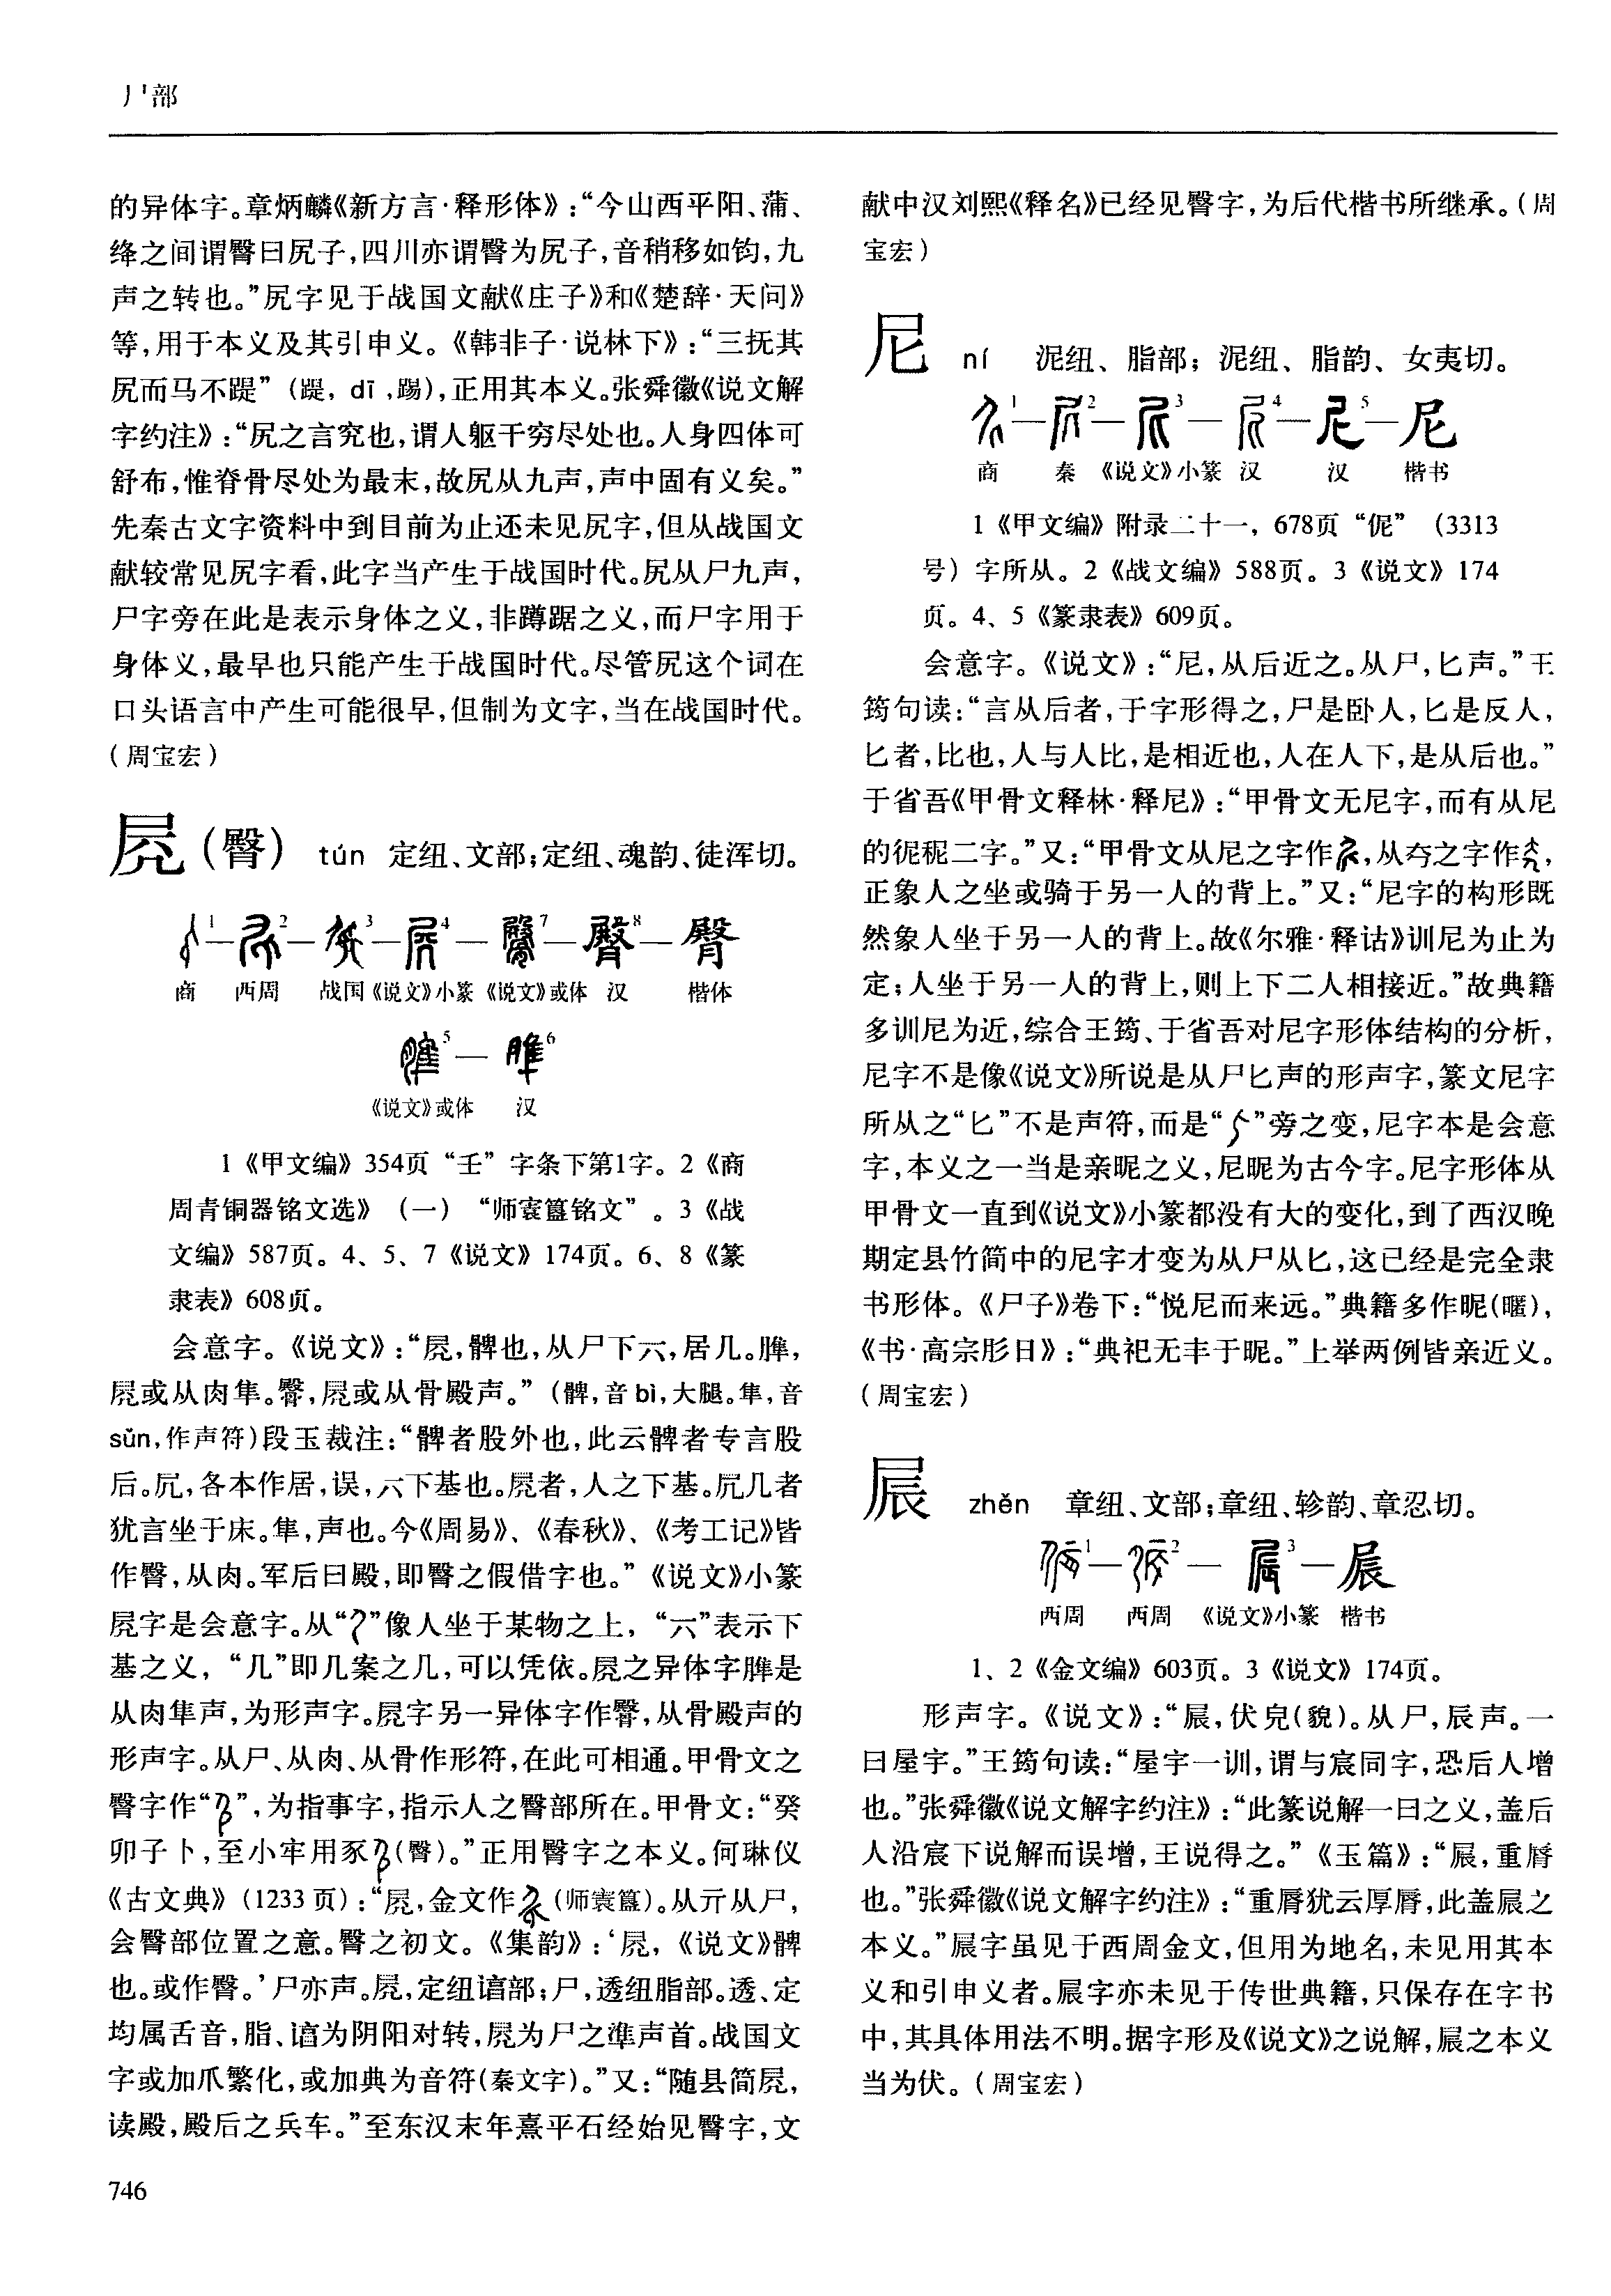 尸部
的异体字。章炳麟《新方言·释形体》:“今山西平阳、蒲、
绛之间谓臀曰尻子,四川亦谓臀为尻子,音稍移如钧,九
声之转也。”尻字见于战国文献《庄子》和《楚辞·天问》
等,用于本义及其引申义。《韩非子·说林下》:“三抚其
尻而马不踶”(踶,dī,踢),正用其本义。张舜徽《说文解
字约注》:“尻之言究也,谓人躯干穷尽处也。人身四体可
舒布,惟脊骨尽处为最末,故尻从九声,声中固有义矣。”
先秦古文字资料中到目前为止还未见尻字,但从战国文
献较常见尻字看,此字当产生于战国时代。尻从尸九声,
尸字旁在此是表示身体之义,非蹲踞之义,而尸字用于
身体义,最早也只能产生于战国时代。尽管尻这个词在
口头语言中产生可能很早,但制为文字,当在战国时代。
(周宝宏)
屍(臀) tún 定纽、文部;定纽、魂韵、徒浑切。
1 — 2 — 3 — 4 — 7 — 8 — 臀
商 西周 战国《说文》小篆《说文》或体 汉 楷体
5 — 6
《说文》或体 汉
1《甲文编》354页“壬”字条下第1字。2《商
周青铜器铭文选》(一)“师㝨簋铭文”。3《战
文编》587页。4、5、7《说文》174页。6、8《篆
隶表》608页。
会意字。《说文》:“㞘,髀也,从尸下六,居几。脽,
㞘或从肉隼。臋,㞘或从骨殿声。”(髀,音bì,大腿。隼,音
sǔn,作声符)段玉裁注:“髀者股外也,此云髀者专言股
后。凥,各本作居,误,六下基也。㞘者,人之下基。凥几者
犹言坐于床。隼,声也。今《周易》、《春秋》、《考工记》皆
作臀,从肉。军后曰殿,即臀之假借字也。”《说文》小篆
㞘字是会意字。从“ ”像人坐于某物之上,“六”表示下
基之义,“几”即几案之几,可以凭依。㞘之异体字脽是
从肉隼声,为形声字。㞘字另一异体字作臋,从骨殿声的
形声字。从尸、从肉、从骨作形符,在此可相通。甲骨文之
臀字作“ ”,为指事字,指示人之臀部所在。甲骨文:“癸
卯子卜,至小牢用豕 (臀)。”正用臀字之本义。何琳仪
《古文典》(1233页):“㞘,金文作 (师㝨簋)。从亓从尸,
会臀部位置之意。臀之初文。《集韵》:‘㞘,《说文》髀
也。或作臀。’尸亦声。㞘,定纽谆部;尸,透纽脂部。透、定
均属舌音,脂、谆为阴阳对转,㞘为尸之準声首。战国文
字或加爪繁化,或加典为音符(秦文字)。”又:“随县简㞘,
读殿,殿后之兵车。”至东汉末年熹平石经始见臀字,文
献中汉刘熙《释名》已经见臀字,为后代楷书所继承。(周
宝宏)
尼 ní 泥纽、脂部;泥纽、脂韵、女夷切。
1 — 2 — 3 — 4 — 5 — 尼
商 秦 《说文》小篆 汉 汉 楷书
1《甲文编》附录二十一,678页“伲”(3313
号)字所从。2《战文编》588页。3《说文》174
页。4、5《篆隶表》609页。
会意字。《说文》:“尼,从后近之。从尸,匕声。”王
筠句读:“言从后者,于字形得之,尸是卧人,匕是反人,
匕者,比也,人与人比,是相近也,人在人下,是从后也。”
于省吾《甲骨文释林·释尼》:“甲骨文无尼字,而有从尼
的伲秜二字。”又:“甲骨文从尼之字作 ,从夸之字作 ,
正象人之坐或骑于另一人的背上。”又:“尼字的构形既
然象人坐于另一人的背上。故《尔雅·释诂》训尼为止为
定;人坐于另一人的背上,则上下二人相接近。”故典籍
多训尼为近,综合王筠、于省吾对尼字形体结构的分析,
尼字不是像《说文》所说是从尸匕声的形声字,篆文尼字
所从之“匕”不是声符,而是“ ”旁之变,尼字本是会意
字,本义之一当是亲昵之义,尼昵为古今字。尼字形体从
甲骨文一直到《说文》小篆都没有大的变化,到了西汉晚
期定县竹简中的尼字才变为从尸从匕,这已经是完全隶
书形体。《尸子》卷下:“悦尼而来远。”典籍多作昵(暱),
《书·高宗肜日》:“典祀无丰于昵。”上举两例皆亲近义。
(周宝宏)
㞡 zhěn 章纽、文部;章纽、轸韵、章忍切。
1 — 2 — 3 — 㞡
西周 西周 《说文》小篆 楷书
1、2《金文编》603页。3《说文》174页。
形声字。《说文》:“㞡,伏皃(貌)。从尸,辰声。一
曰屋宇。”王筠句读:“屋宇一训,谓与宸同字,恐后人增
也。”张舜徽《说文解字约注》:“此篆说解一曰之义,盖后
人沿宸下说解而误增,王说得之。”《玉篇》:“㞡,重脣
也。”张舜徽《说文解字约注》:“重脣犹云厚脣,此盖㞡之
本义。”㞡字虽见于西周金文,但用为地名,未见用其本
义和引申义者。㞡字亦未见于传世典籍,只保存在字书
中,其具体用法不明。据字形及《说文》之说解,㞡之本义
当为伏。(周宝宏)
746